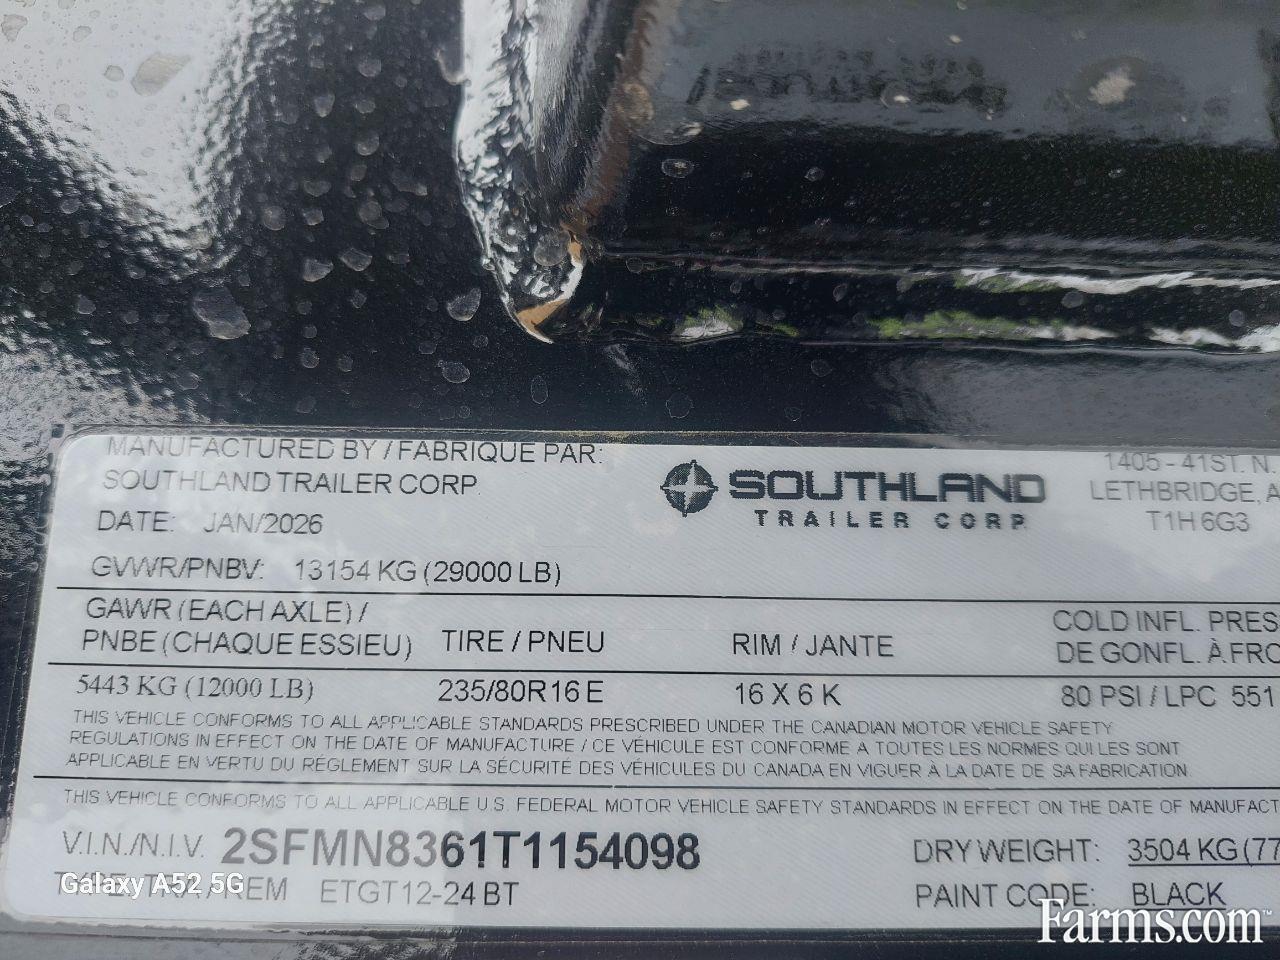 MANUFACTURED BY / FABRIQUE PAR:
SOUTHLAND TRAILER CORP.
DATE: JAN/2026
GVWR/PNBV: 13154 KG (29000 LB)
SOUTHLAND
TRAILER CORP.
1405 - 41ST. N.
LETHBRIDGE, A
T1H 6G3
GAWR (EACH AXLE) /
PNBE (CHAQUE ESSIEU)
TIRE / PNEU
RIM / JANTE
COLD INFL. PRES
DE GONFL. À FRO
5443 KG (12000 LB)
235/80R16 E
16 X 6 K
80 PSI / LPC 551
THIS VEHICLE CONFORMS TO ALL APPLICABLE STANDARDS PRESCRIBED UNDER THE CANADIAN MOTOR VEHICLE SAFETY
REGULATIONS IN EFFECT ON THE DATE OF MANUFACTURE / CE VÉHICULE EST CONFORME A TOUTES LES NORMES QUI LES SONT
APPLICABLE EN VERTU DU RÉGLEMENT SUR LA SÉCURITÉ DES VÉHICULES DU CANADA EN VIGUER À LA DATE DE SA FABRICATION
THIS VEHICLE CONFORMS TO ALL APPLICABLE U.S. FEDERAL MOTOR VEHICLE SAFETY STANDARDS IN EFFECT ON THE DATE OF MANUFACT
V.I.N./N.I.V. 2SFMN8361T1154098
DRY WEIGHT: 3504 KG (77
TYPE: TRA / REM ETGT12-24 BT
PAINT CODE: BLACK
Galaxy A52 5G
Farms.com™